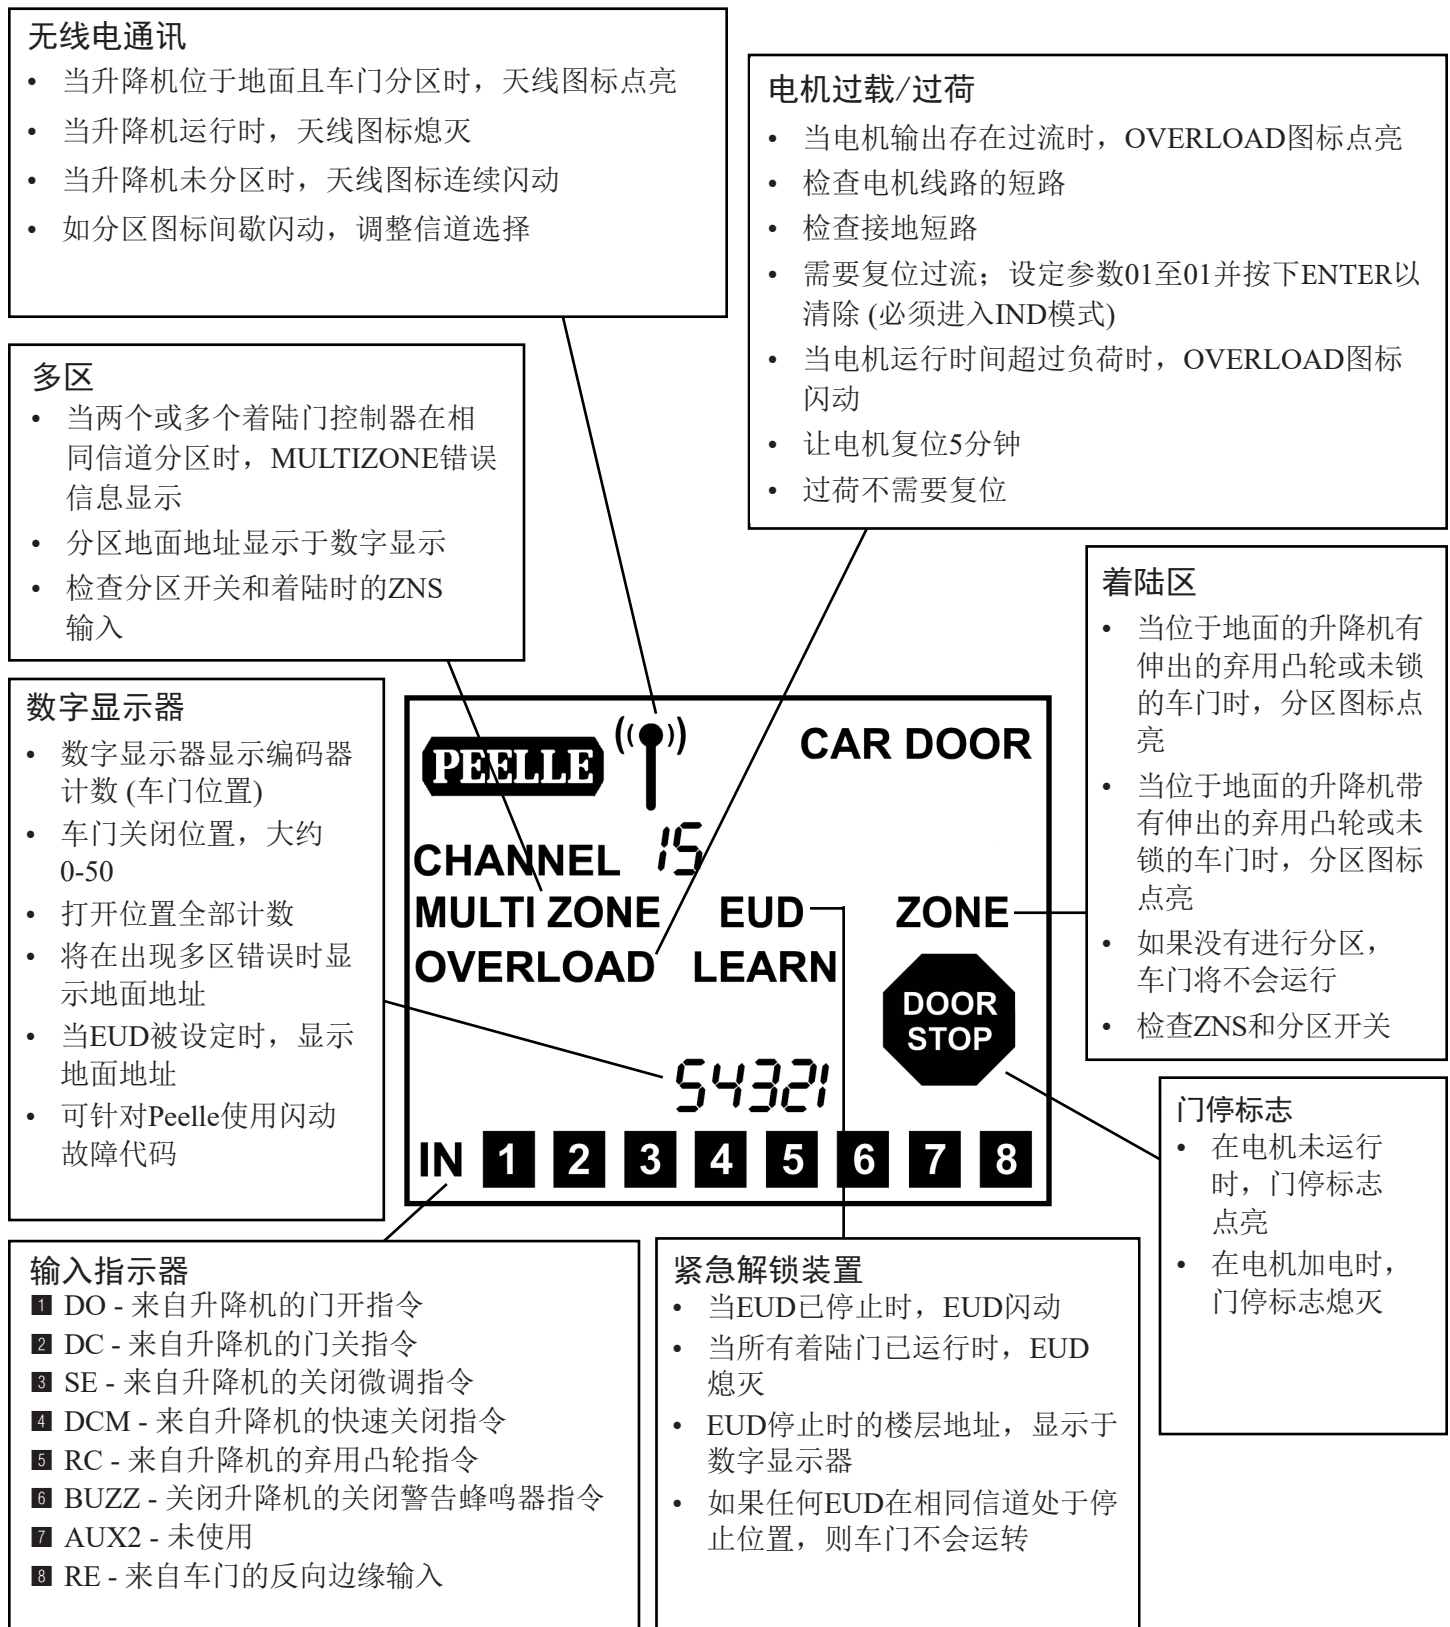 无线电通讯
• 当升降机位于地面且车门分区时，天线图标点亮
• 当升降机运行时，天线图标熄灭
• 当升降机未分区时，天线图标连续闪动
• 如分区图标间歇闪动，调整信道选择
电机过载/过荷
• 当电机输出存在过流时，OVERLOAD图标点亮
• 检查电机线路的短路
• 检查接地短路
• 需要复位过流；设定参数01至01并按下ENTER以
清除 (必须进入IND模式)
• 当电机运行时间超过负荷时，OVERLOAD图标
闪动
• 让电机复位5分钟
• 过荷不需要复位
多区
• 当两个或多个着陆门控制器在相
同信道分区时，MULTIZONE错误
信息显示
• 分区地面地址显示于数字显示
• 检查分区开关和着陆时的ZNS
输入
着陆区
• 当位于地面的升降机有
伸出的弃用凸轮或未锁
的车门时，分区图标点
亮
• 当位于地面的升降机带
有伸出的弃用凸轮或未
锁的车门时，分区图标
点亮
• 如果没有进行分区，
车门将不会运行
• 检查ZNS和分区开关
数字显示器
• 数字显示器显示编码器
计数 (车门位置)
• 车门关闭位置，大约
0-50
• 打开位置全部计数
• 将在出现多区错误时显
示地面地址
• 当EUD被设定时，显示
地面地址
• 可针对Peelle使用闪动
故障代码
PEELLE
CAR DOOR
CHANNEL 15
MULTI ZONE EUD ZONE
OVERLOAD LEARN
DOOR
STOP
54321
IN 1 2 3 4 5 6 7 8
门停标志
• 在电机未运行
时，门停标志
点亮
• 在电机加电时，
门停标志熄灭
输入指示器
1 DO - 来自升降机的门开指令
2 DC - 来自升降机的门关指令
3 SE - 来自升降机的关闭微调指令
4 DCM - 来自升降机的快速关闭指令
5 RC - 来自升降机的弃用凸轮指令
6 BUZZ - 关闭升降机的关闭警告蜂鸣器指令
7 AUX2 - 未使用
8 RE - 来自车门的反向边缘输入
紧急解锁装置
• 当EUD已停止时，EUD闪动
• 当所有着陆门已运行时，EUD
熄灭
• EUD停止时的楼层地址，显示于
数字显示器
• 如果任何EUD在相同信道处于停
止位置，则车门不会运转